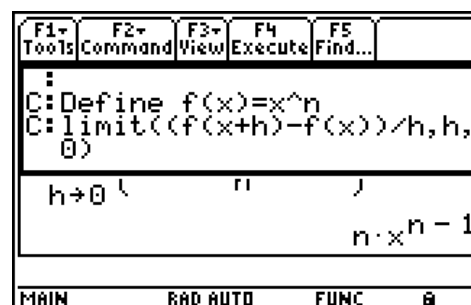 F1▾ F2▾ F3▾ F4 F5
Tools Command View Execute Find...
:
C:Define f(x)=x^n
C:limit((f(x+h)-f(x))/h,h,
0)
h→0
n·x^(n - 1)
MAIN RAD AUTO FUNC